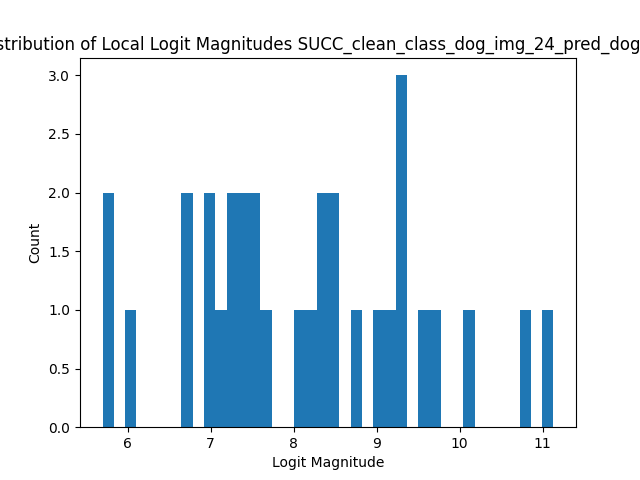 stribution of Local Logit Magnitudes SUCC_clean_class_dog_img_24_pred_dog
3.0
2.5
2.0
1.5
1.0
0.5
0.0
Count
6 7 8 9 10 11
Logit Magnitude